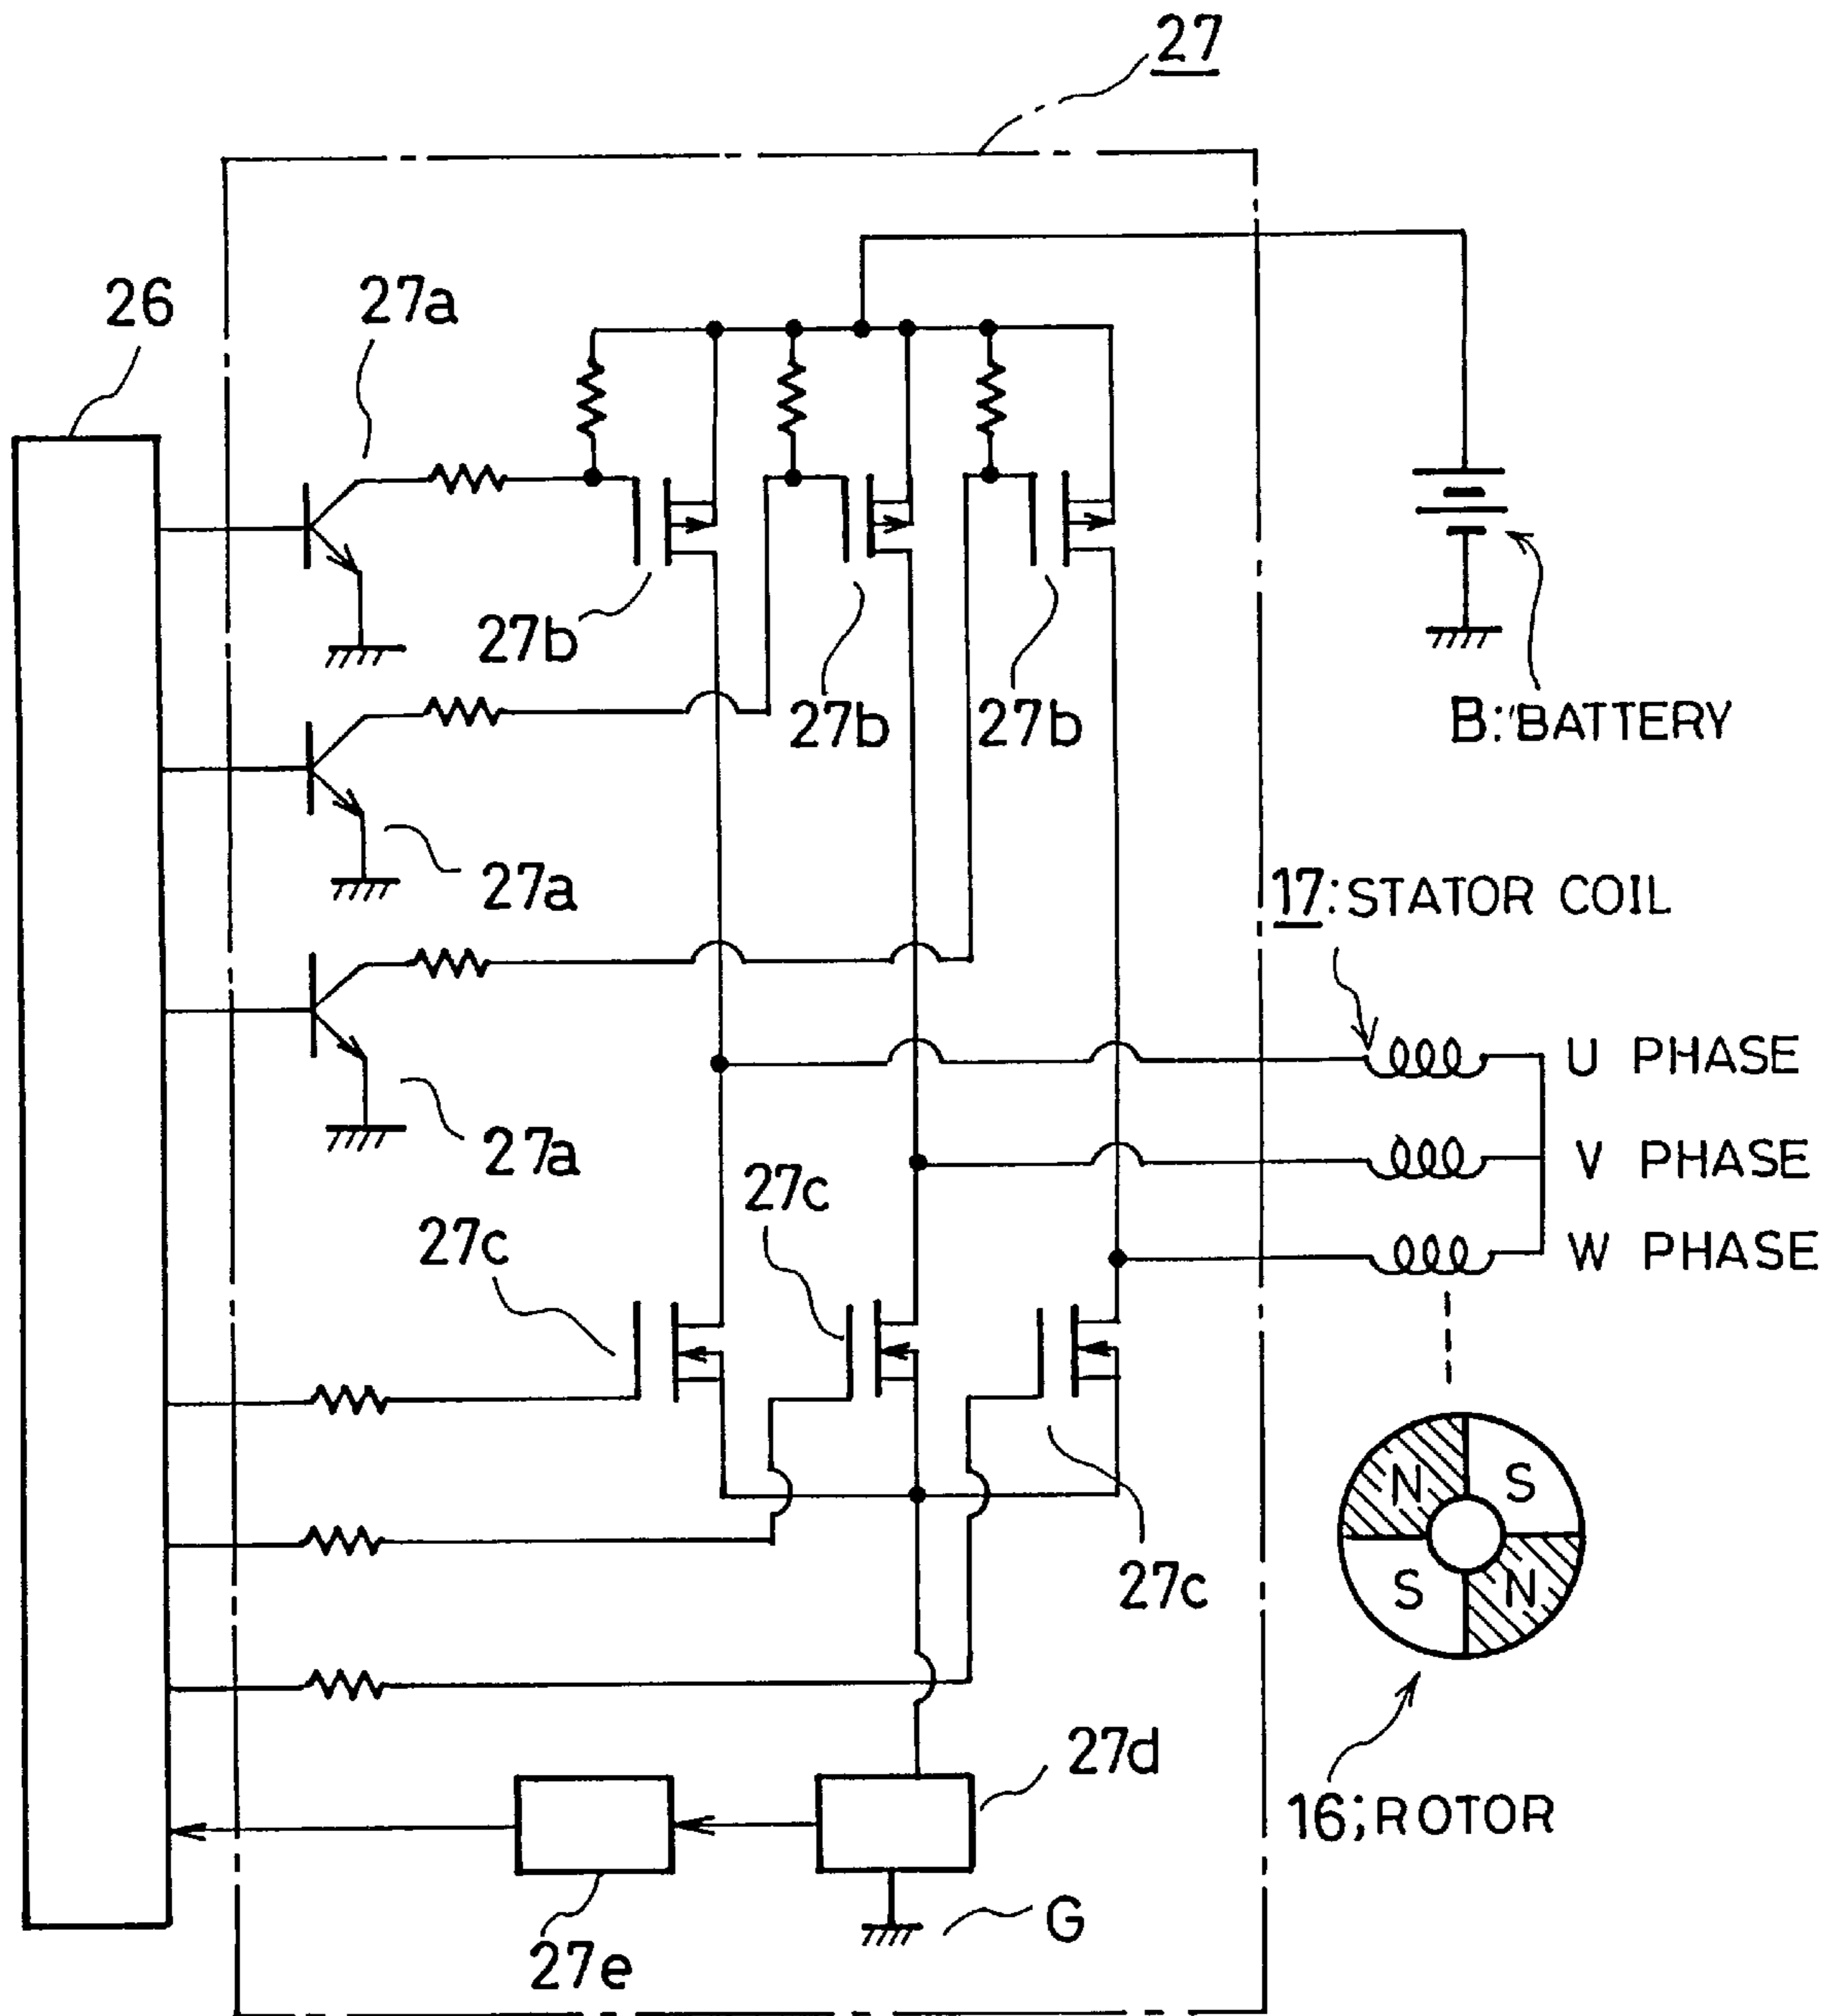 27
26
27a
27b
27b
27b
B:BATTERY
27a
17:STATOR COIL
U PHASE
27a
V PHASE
27c
27c
W PHASE
N
S
27c
S
N
27d
16;ROTOR
G
27e